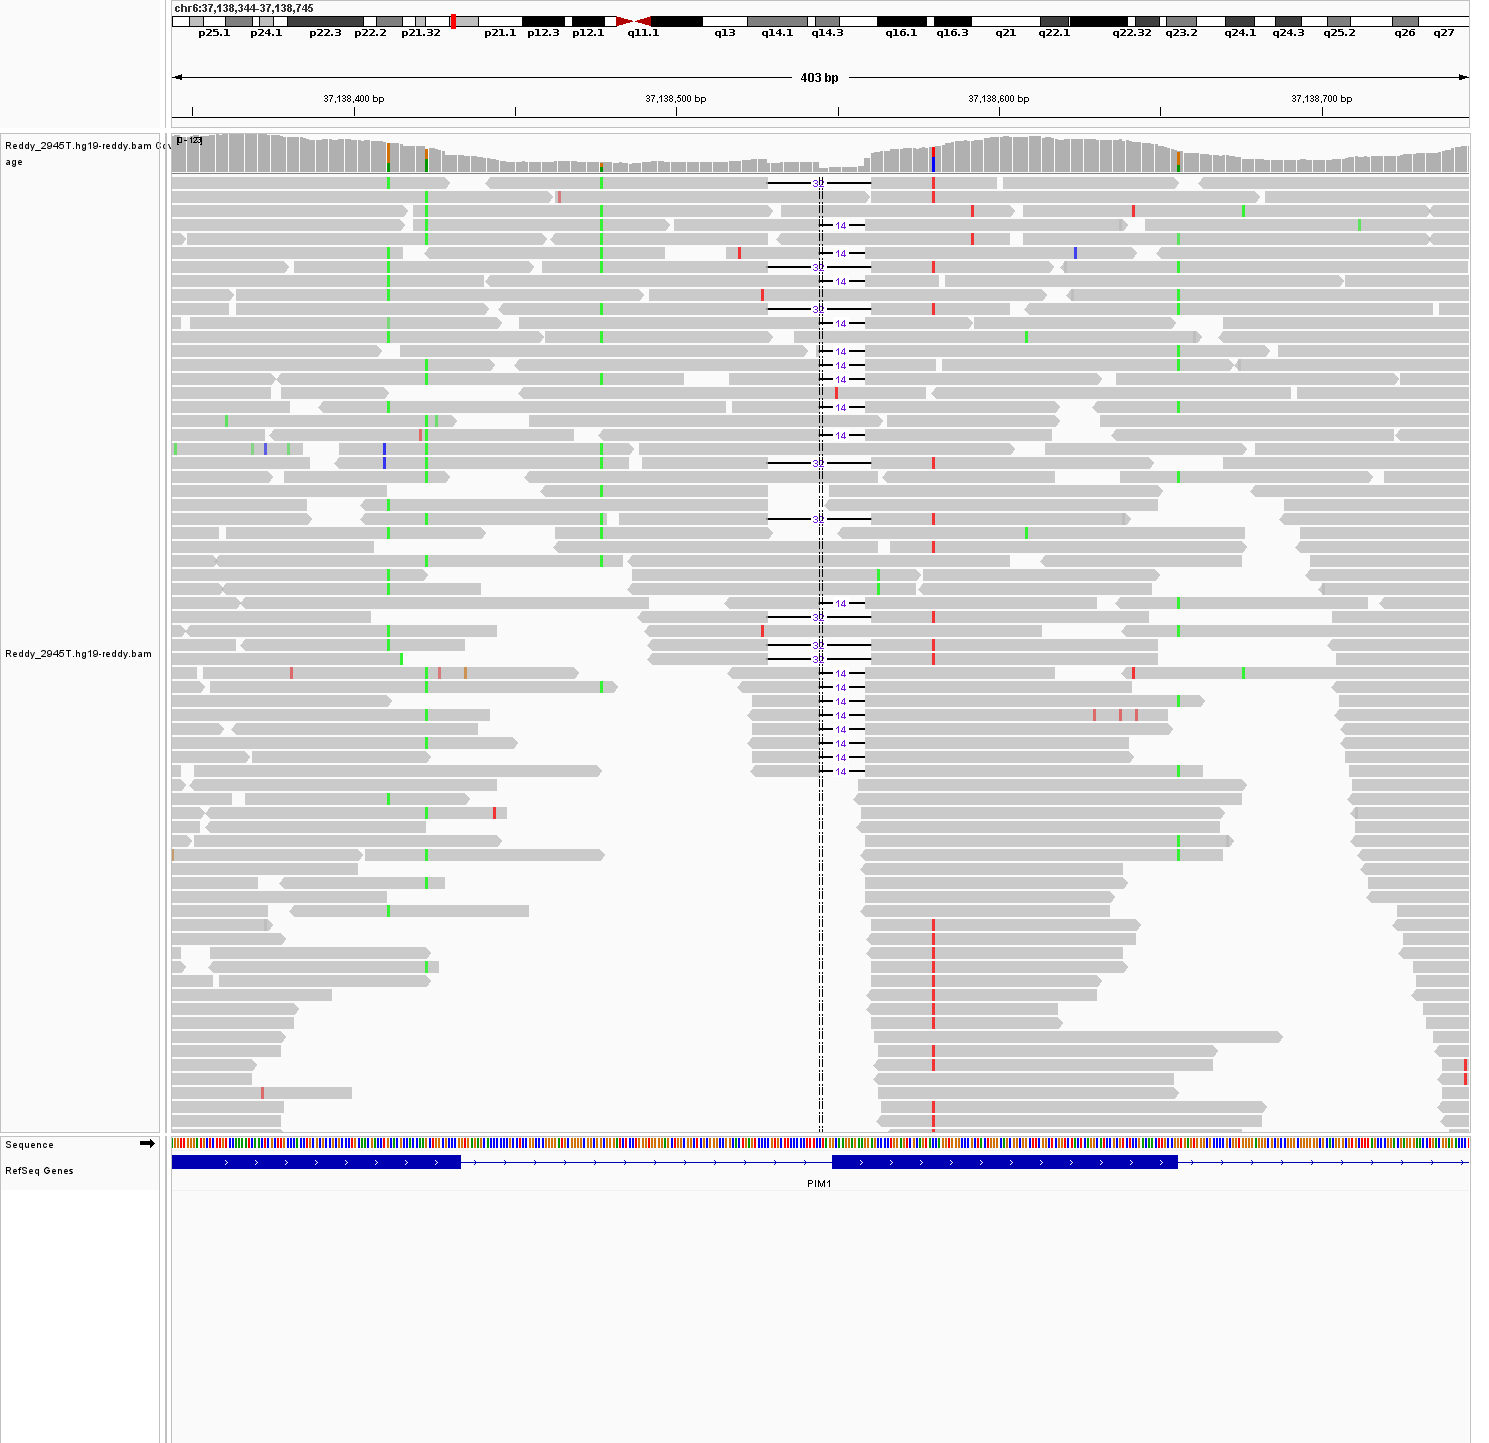 chr6:37,138,344-37,138,745
p25.1 p24.1 p22.3 p22.2 p21.32 p21.1 p12.3 p12.1 q11.1 q13 q14.1 q14.3 q16.1 q16.3 q21 q22.1 q22.32 q23.2 q24.1 q24.3 q25.2 q26 q27
403 bp
37,138,400 bp 37,138,500 bp 37,138,600 bp 37,138,700 bp
Reddy_2945T.hg19-reddy.bam Cov
age
[0 - 123]
32
14
14
32
14
32
14
14
14
14
14
14
32
32
14
32
32
32
14
14
14
14
14
14
14
14
Reddy_2945T.hg19-reddy.bam
Sequence
RefSeq Genes
PIM1